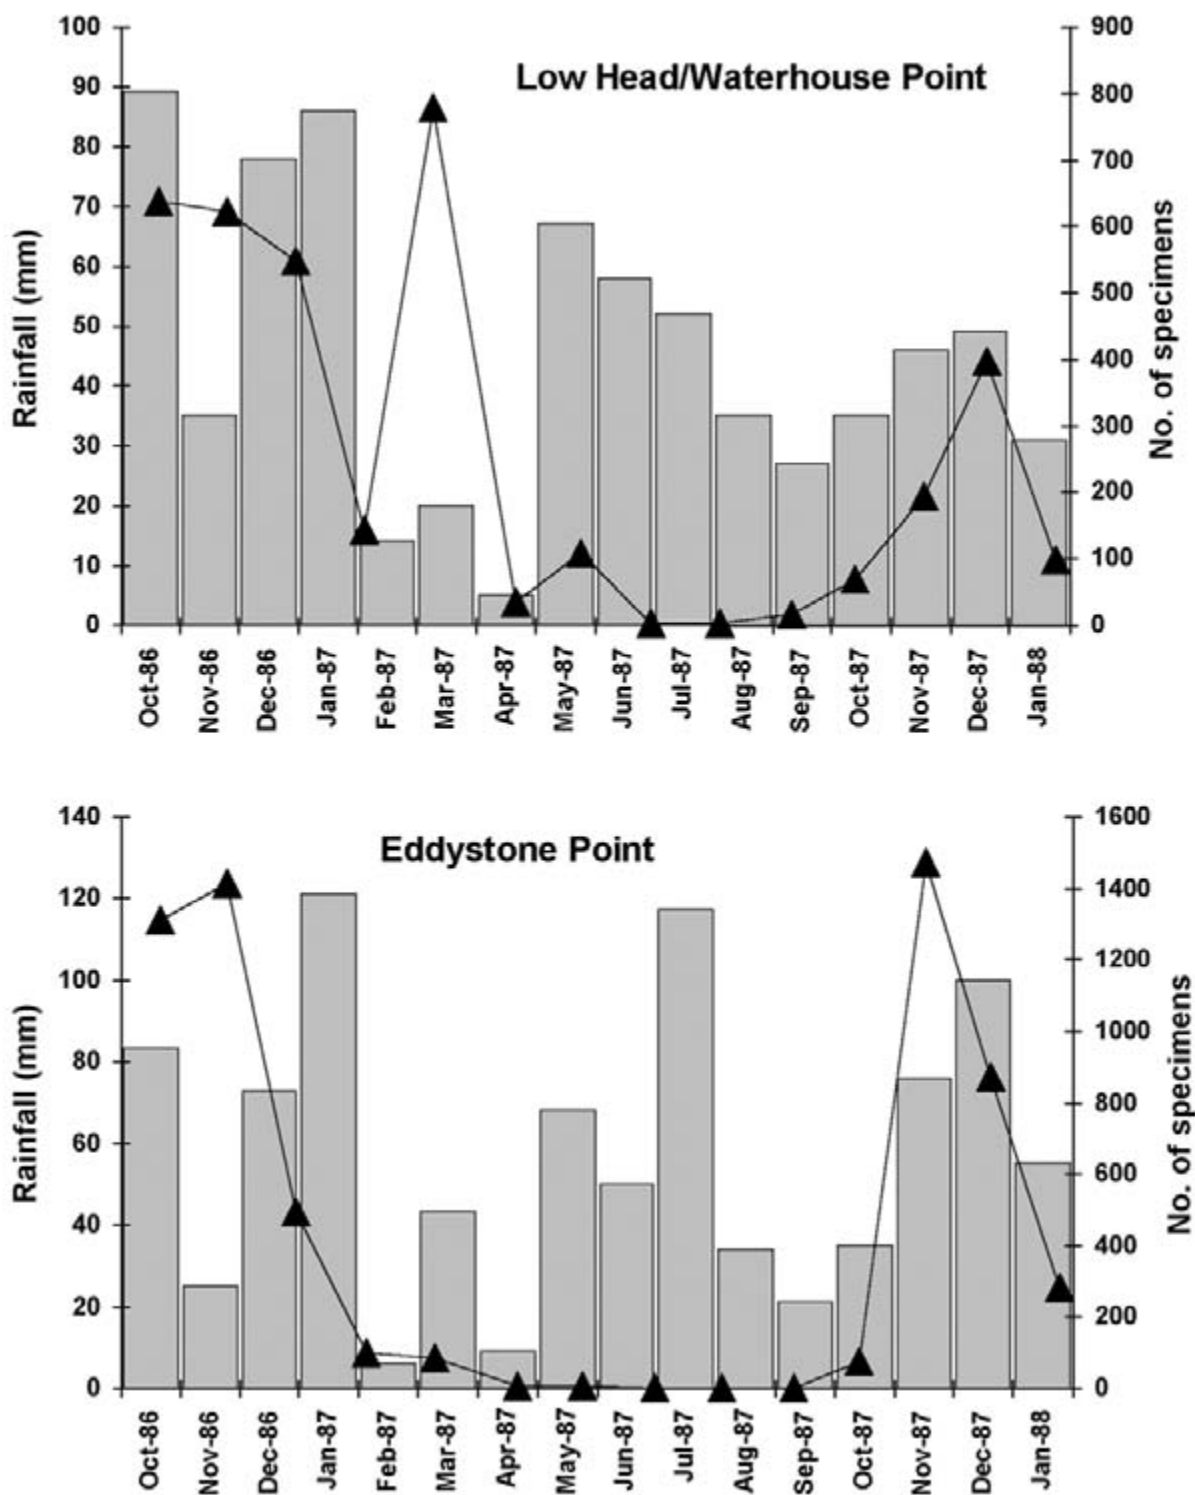 Low Head/Waterhouse Point
Rainfall (mm)
100
90
80
70
60
50
40
30
20
10
0
900
800
700
600
500
400
300
200
100
0
No. of specimens
Oct-86
Nov-86
Dec-86
Jan-87
Feb-87
Mar-87
Apr-87
May-87
Jun-87
Jul-87
Aug-87
Sep-87
Oct-87
Nov-87
Dec-87
Jan-88
Eddystone Point
Rainfall (mm)
140
120
100
80
60
40
20
0
1600
1400
1200
1000
800
600
400
200
0
No. of specimens
Oct-86
Nov-86
Dec-86
Jan-87
Feb-87
Mar-87
Apr-87
May-87
Jun-87
Jul-87
Aug-87
Sep-87
Oct-87
Nov-87
Dec-87
Jan-88